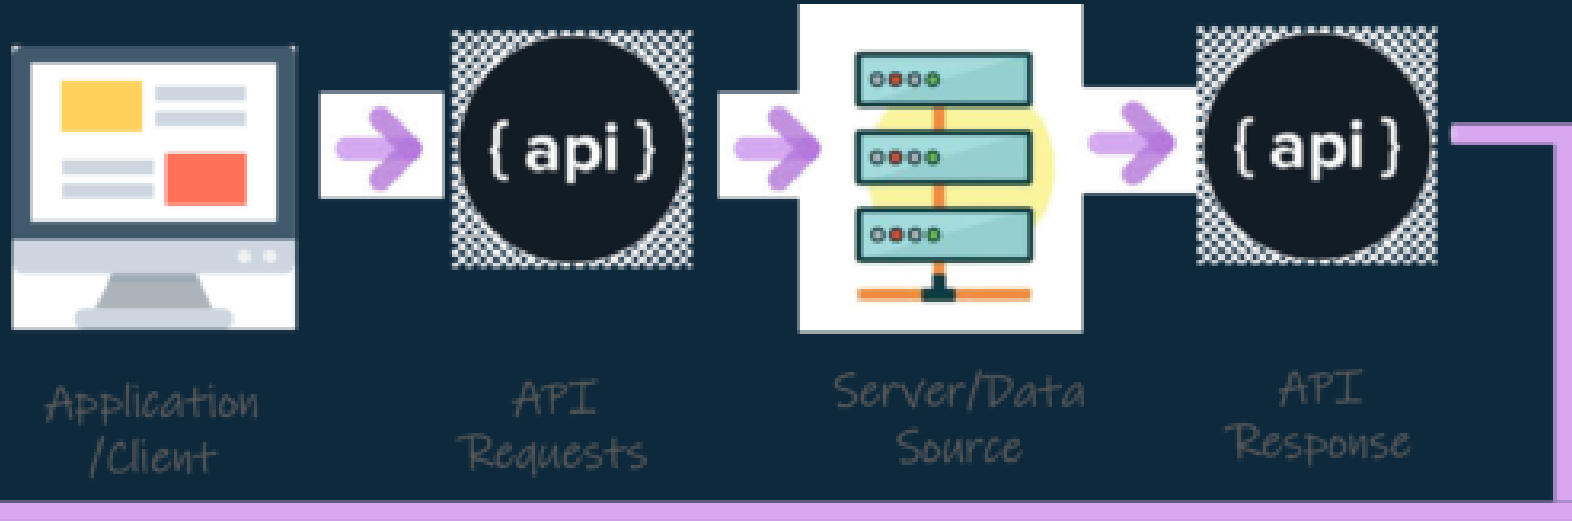 { api }
{ api }
Application
/Client
API
Requests
Server/Data
Source
API
Response